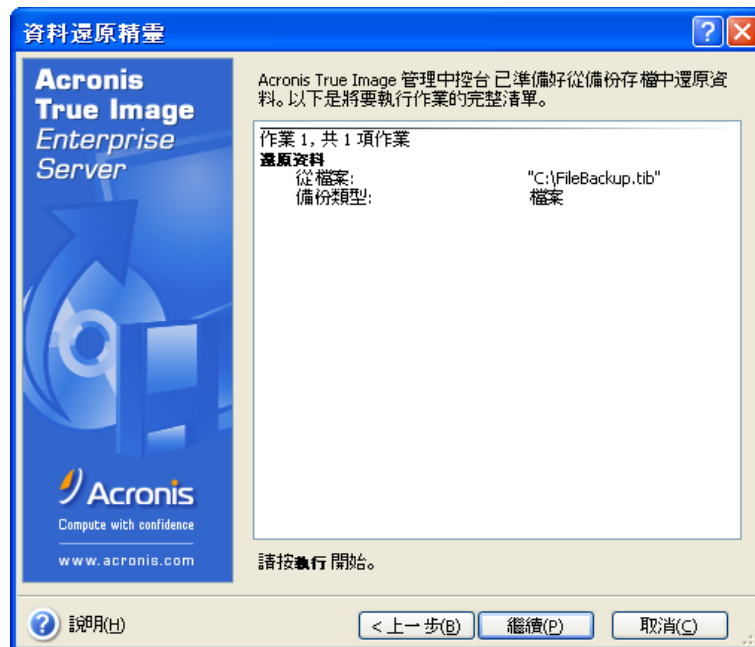 資料還原精靈
Acronis
True Image
Enterprise
Server
Acronis True Image 管理中控台 已準備好從備份存檔中還原資
料。以下是將要執行作業的完整清單。
作業 1, 共 1 項作業
還原資料
從檔案: "C:\FileBackup.tib"
備份類型: 檔案
Acronis
Compute with confidence
www.acronis.com
請按執行 開始。
說明(H)
< 上一步(B)
繼續(P)
取消(C)